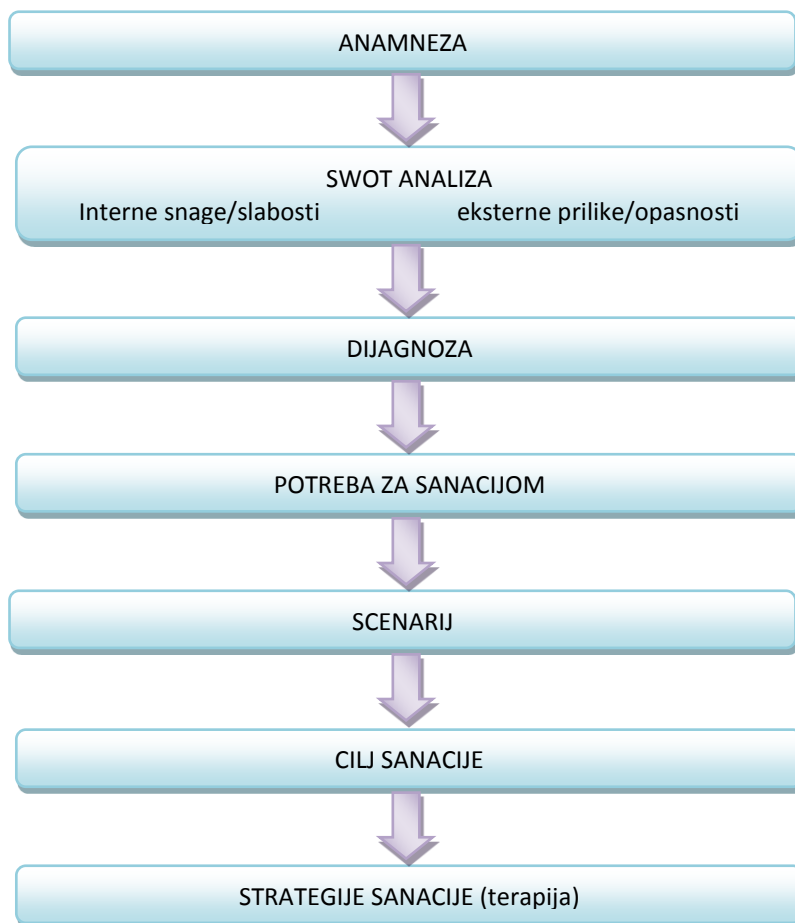 ANAMNEZA
SWOT ANALIZA
Interne snage/slabosti eksterne prilike/opasnosti
DIJAGNOZA
POTREBA ZA SANACIJOM
SCENARIJ
CILJ SANACIJE
STRATEGIJE SANACIJE (terapija)